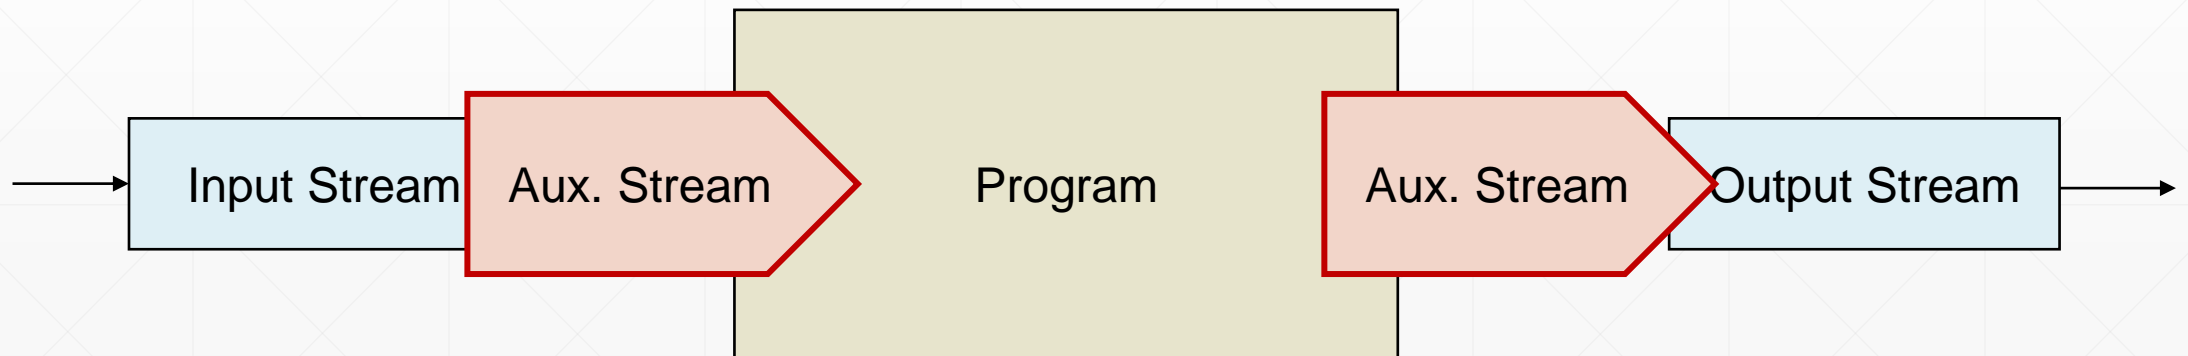 Input Stream
Aux. Stream
Program
Aux. Stream
Output Stream